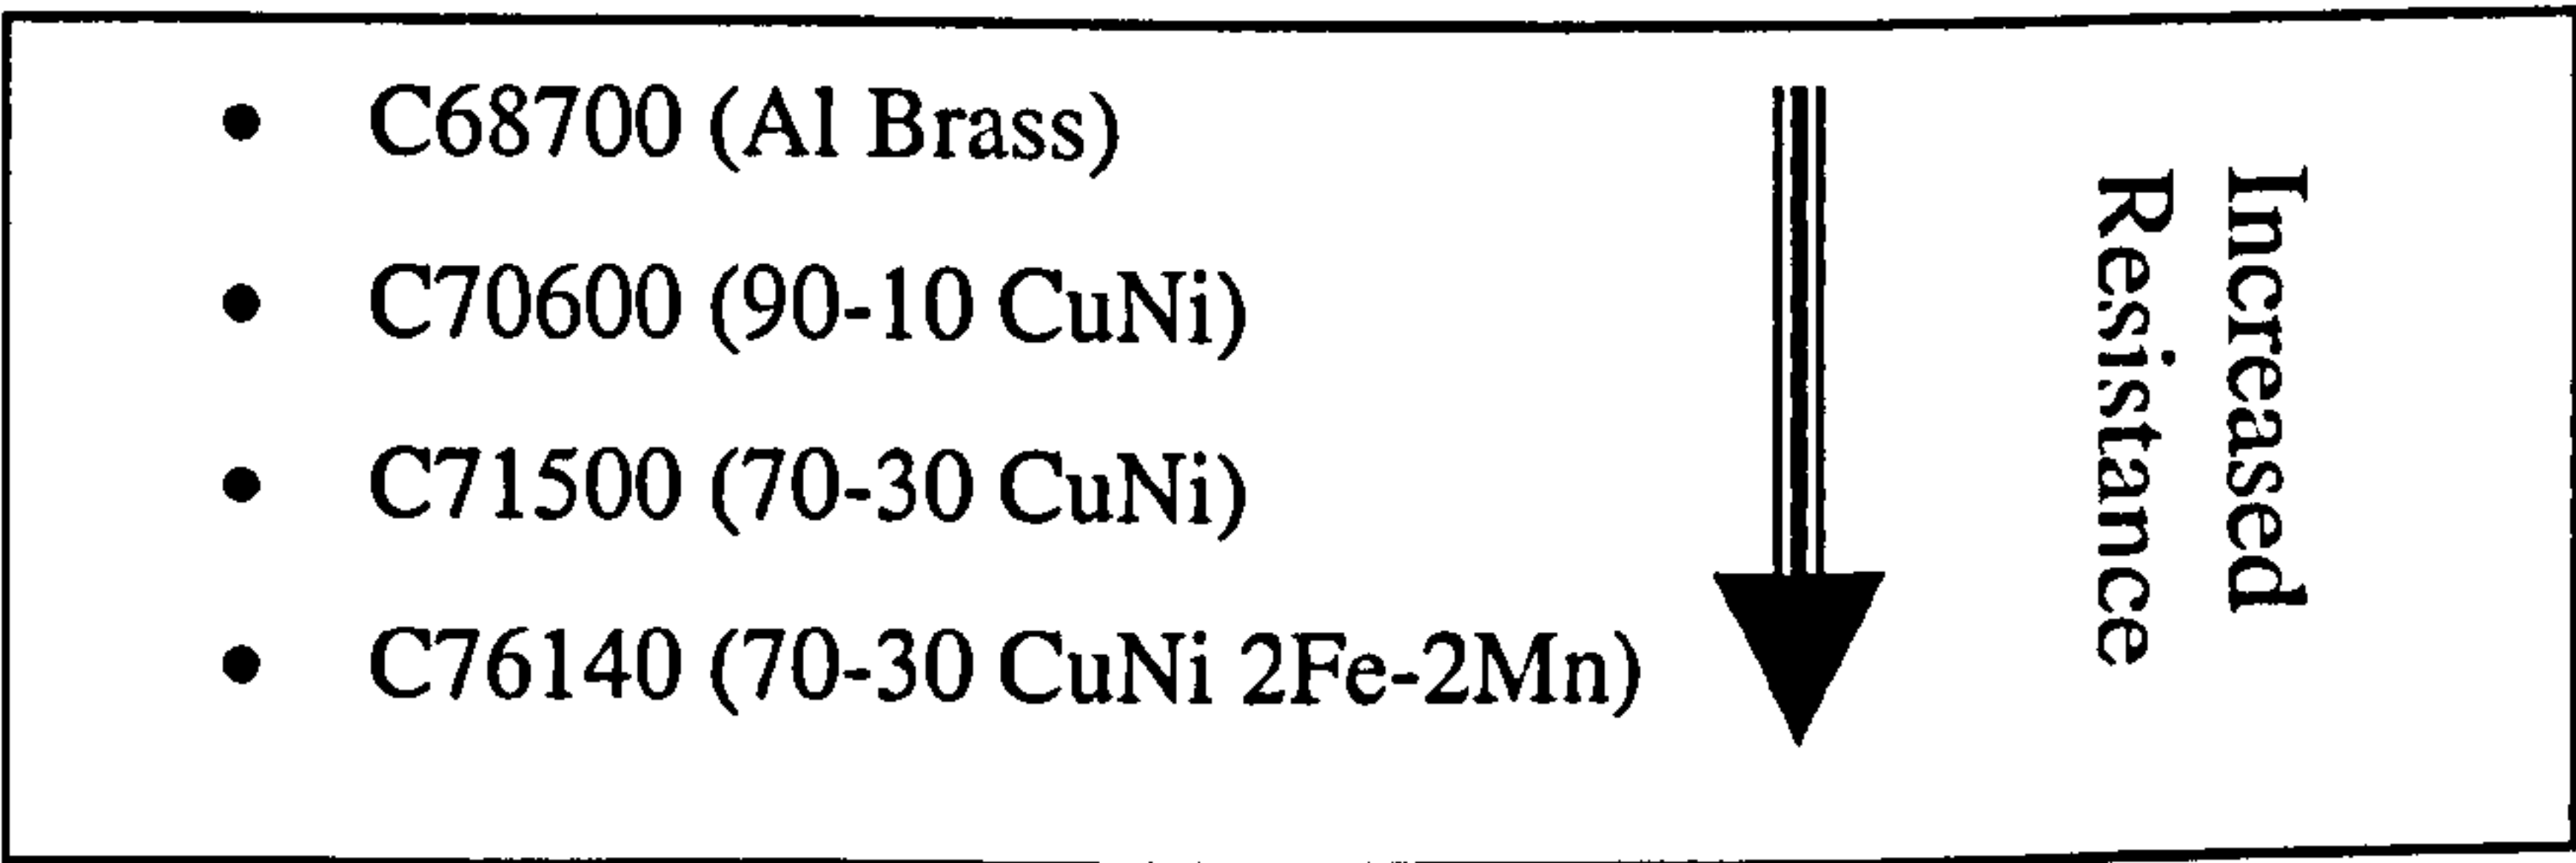 • C68700 (Al Brass)
• C70600 (90-10 CuNi)
• C71500 (70-30 CuNi)
• C76140 (70-30 CuNi 2Fe-2Mn)
Increased
Resistance